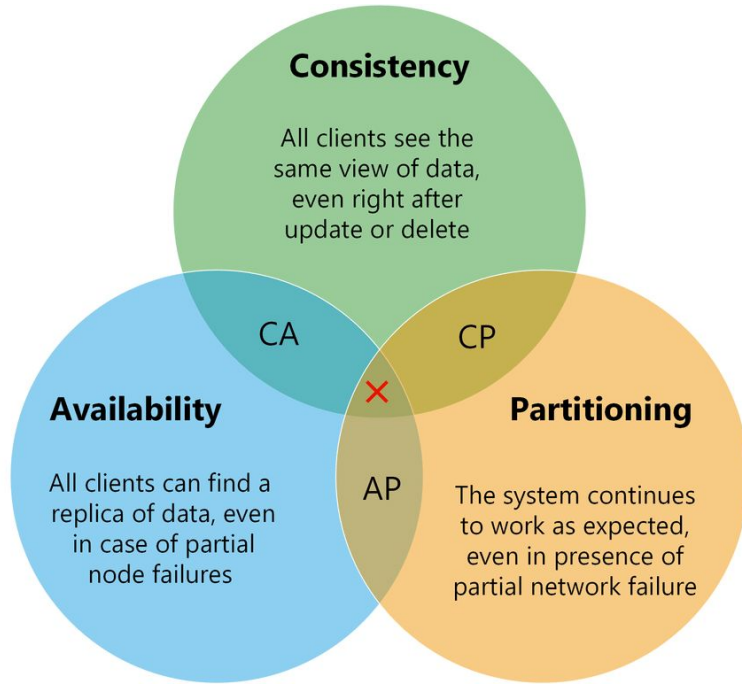 Consistency
All clients see the
same view of data,
even right after
update or delete
CA
CP
Availability
Partitioning
All clients can find a
replica of data, even
in case of partial
node failures
AP
The system continues
to work as expected,
even in presence of
partial network failure